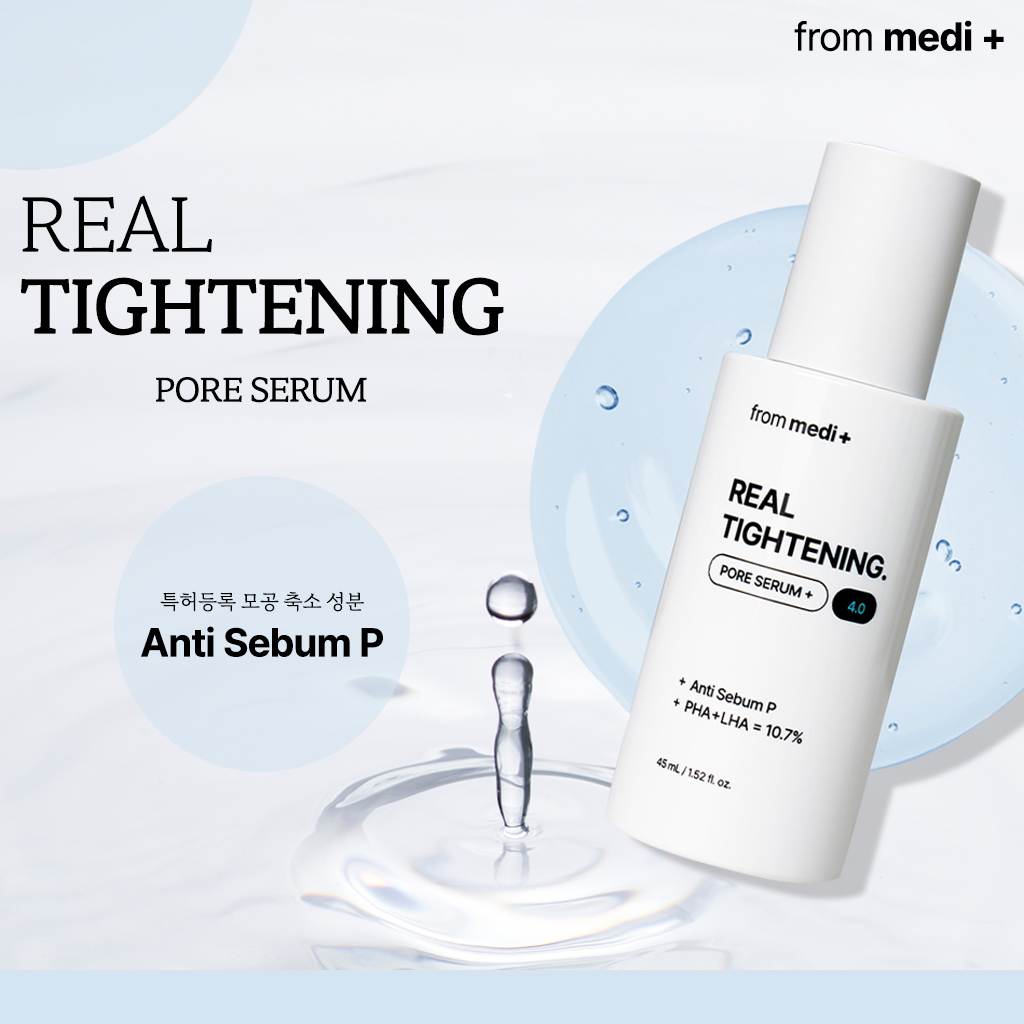 from medi +
REAL
TIGHTENING
PORE SERUM
특허등록 모공 축소 성분
Anti Sebum P
from medi +
REAL
TIGHTENING.
PORE SERUM +
4.0
+ Anti Sebum P
+ PHA+LHA = 10.7%
45 mL / 1.52 fl. oz.